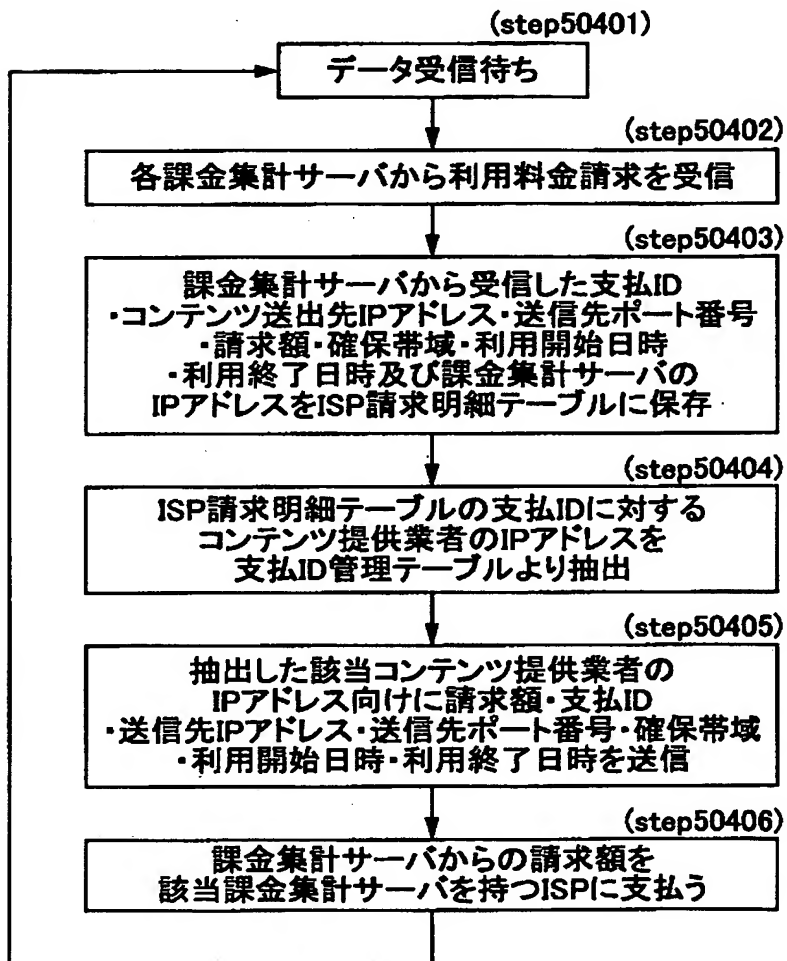 (step50401)
データ受信待ち
(step50402)
各課金集計サーバから利用料金請求を受信
(step50403)
課金集計サーバから受信した支払ID
・コンテンツ送出先IPアドレス・送信先ポート番号
・請求額・確保帯域・利用開始日時
・利用終了日時及び課金集計サーバの
IPアドレスをISP請求明細テーブルに保存
(step50404)
ISP請求明細テーブルの支払IDに対する
コンテンツ提供業者のIPアドレスを
支払ID管理テーブルより抽出
(step50405)
抽出した該当コンテンツ提供業者の
IPアドレス向けに請求額・支払ID
・送信先IPアドレス・送信先ポート番号・確保帯域
・利用開始日時・利用終了日時を送信
(step50406)
課金集計サーバからの請求額を
該当課金集計サーバを持つISPに支払う